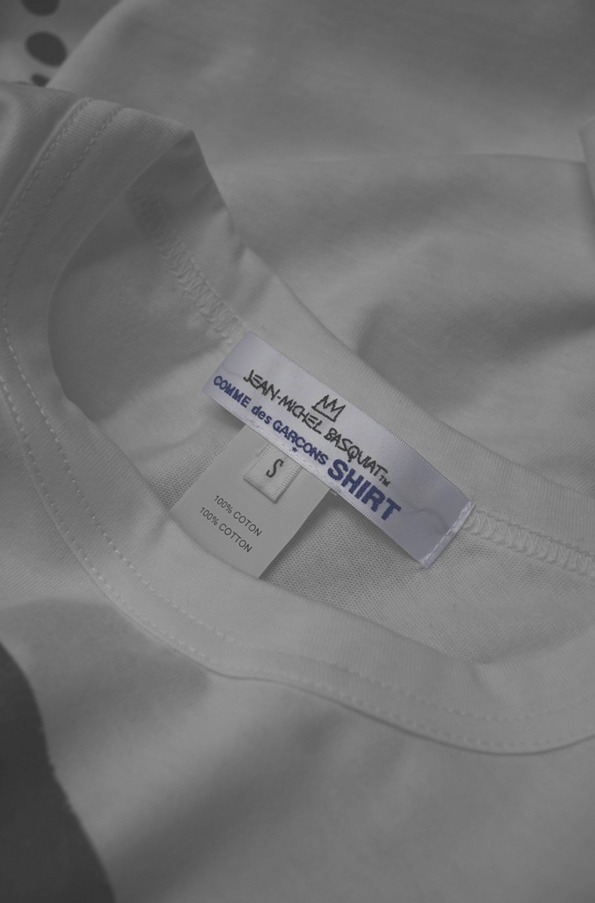 JEAN-MICHEL BASQUIAT™
COMME des GARÇONS SHIRT
S
100% COTON
100% COTTON